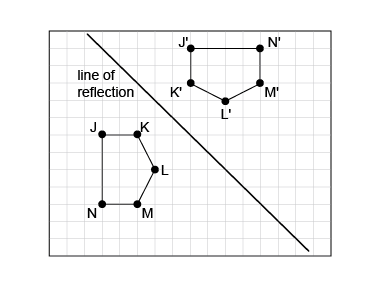 J' N'
line of
reflection
K' M'
L'
J K
L
N M